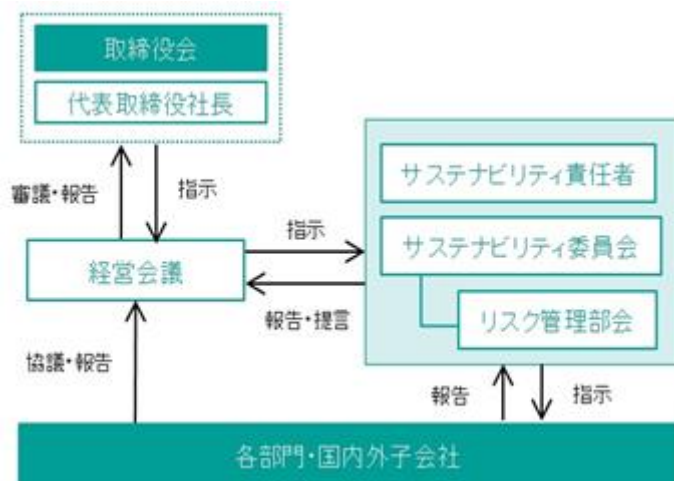 取締役会
代表取締役社長
審議・報告
指示
経営会議
指示
報告・提言
サステナビリティ責任者
サステナビリティ委員会
リスク管理部会
協議・報告
報告
指示
各部門・国内外子会社